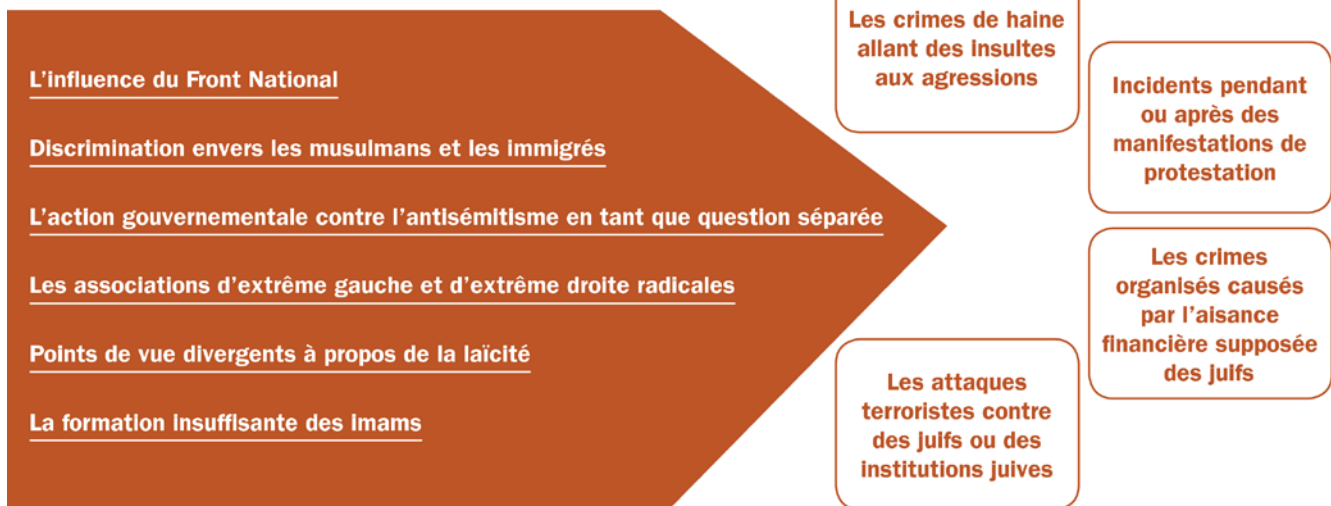 L'influence du Front National
Discrimination envers les musulmans et les immigrés
L'action gouvernementale contre l'antisémitisme en tant que question séparée
Les associations d'extrême gauche et d'extrême droite radicales
Points de vue divergents à propos de la laïcité
La formation insuffisante des imams
Les crimes de haine
allant des insultes
aux agressions
Incidents pendant
ou après des
manifestations de
protestation
Les crimes
organisés causés
par l'aisance
financière supposée
des juifs
Les attaques
terroristes contre
des juifs ou des
institutions juives